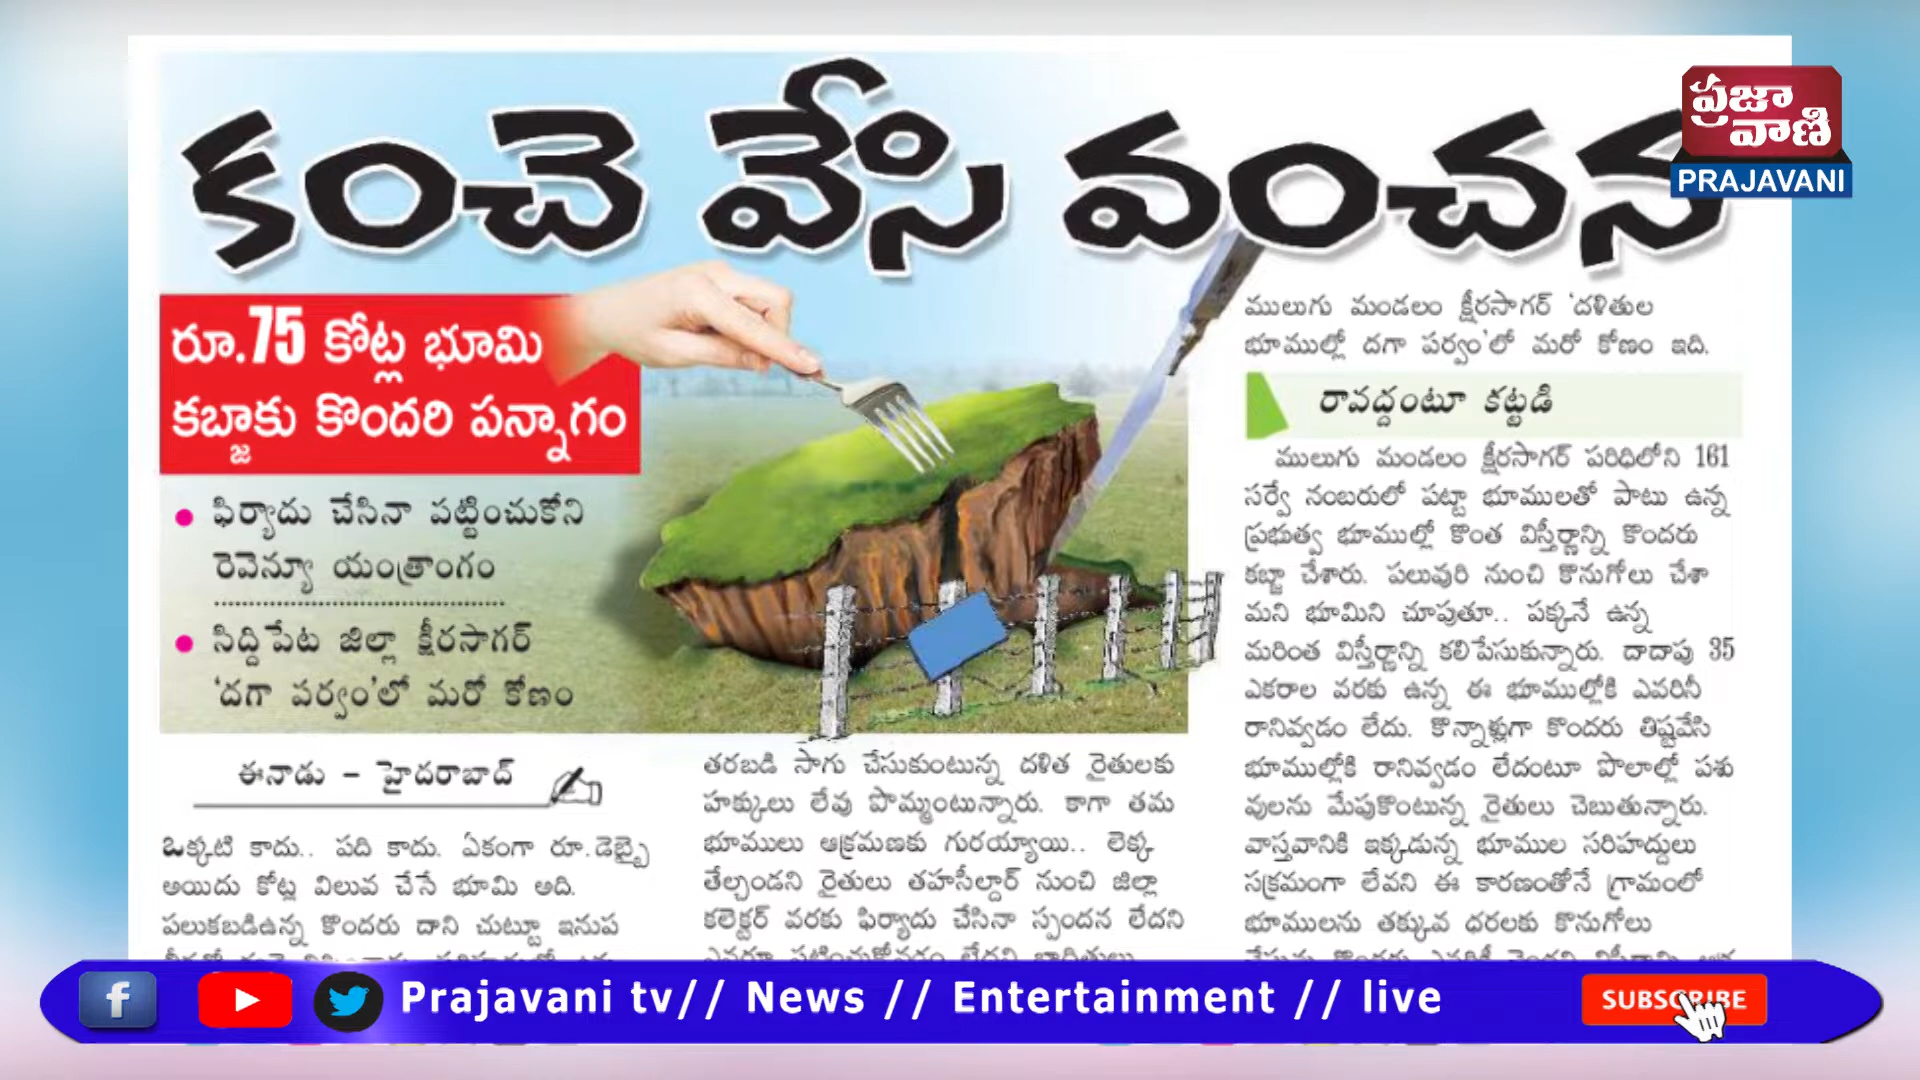 కంచె వేసి వంచన
ప్రజా
వాణి
PRAJAVANI
రూ.75 కోట్ల భూమి
కబ్జాకు కొందరి పన్నాగం
• ఫిర్యాదు చేసినా పట్టించుకోని
రెవెన్యూ యంత్రాంగం
• సిద్దిపేట జిల్లా క్షీరసాగర్
‘దగా పర్వం’లో మరో కోణం
ఈనాడు - హైదరాబాద్
ఒక్కటి కాదు.. పది కాదు. ఏకంగా రూ.డెబ్బై
అయిదు కోట్ల విలువ చేసే భూమి అది.
పలుకబడిఉన్న కొందరు దాని చుట్టూ ఇనుప
తరబడి సాగు చేసుకుంటున్న దళిత రైతులకు
హక్కులు లేవు పొమ్మంటున్నారు. కాగా తమ
భూములు ఆక్రమణకు గురయ్యాయి.. లెక్క
తేల్చండని రైతులు తహసీల్దార్ నుంచి జిల్లా
కలెక్టర్ వరకు ఫిర్యాదు చేసినా స్పందన లేదని
ఎవరూ పట్టించుకోవడం లేదని బాధితులు
ములుగు మండలం క్షీరసాగర్ ‘దళితుల
భూముల్లో దగా పర్వం’లో మరో కోణం ఇది.
రావద్దంటూ కట్టడి
ములుగు మండలం క్షీరసాగర్ పరిధిలోని 161
సర్వే నంబరులో పట్టా భూములతో పాటు ఉన్న
ప్రభుత్వ భూముల్లో కొంత విస్తీర్ణాన్ని కొందరు
కబ్జా చేశారు. పలువురి నుంచి కొనుగోలు చేశా
మని భూమిని చూపుతూ.. పక్కనే ఉన్న
మరింత విస్తీర్ణాన్ని కలిపేసుకున్నారు. దాదాపు 35
ఎకరాల వరకు ఉన్న ఈ భూముల్లోకి ఎవరినీ
రానివ్వడం లేదు. కొన్నాళ్లుగా కొందరు తిష్టవేసి
భూముల్లోకి రానివ్వడం లేదంటూ పొలాల్లో పశు
వులను మేపుకొంటున్న రైతులు చెబుతున్నారు.
వాస్తవానికి ఇక్కడున్న భూముల సరిహద్దులు
సక్రమంగా లేవని ఈ కారణంతోనే గ్రామంలో
భూములను తక్కువ ధరలకు కొనుగోలు
Prajavani tv// News // Entertainment // live
SUBSCRIBE